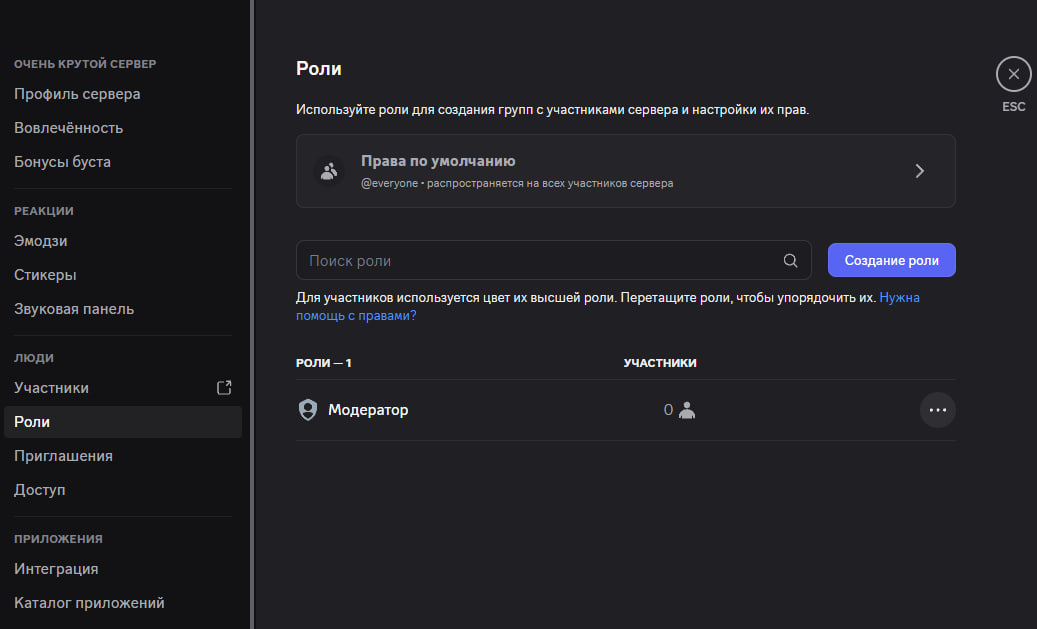 ОЧЕНЬ КРУТОЙ СЕРВЕР
Профиль сервера
Вовлечённость
Бонусы буста
РЕАКЦИИ
Эмодзи
Стикеры
Звуковая панель
ЛЮДИ
Участники
Роли
Приглашения
Доступ
ПРИЛОЖЕНИЯ
Интеграция
Каталог приложений
Роли
Используйте роли для создания групп с участниками сервера и настройки их прав.
Права по умолчанию
@everyone • распространяется на всех участников сервера
Поиск роли
Создание роли
Для участников используется цвет их высшей роли. Перетащите роли, чтобы упорядочить их. Нужна
помощь с правами?
РОЛИ — 1 УЧАСТНИКИ
Модератор 0
ESC